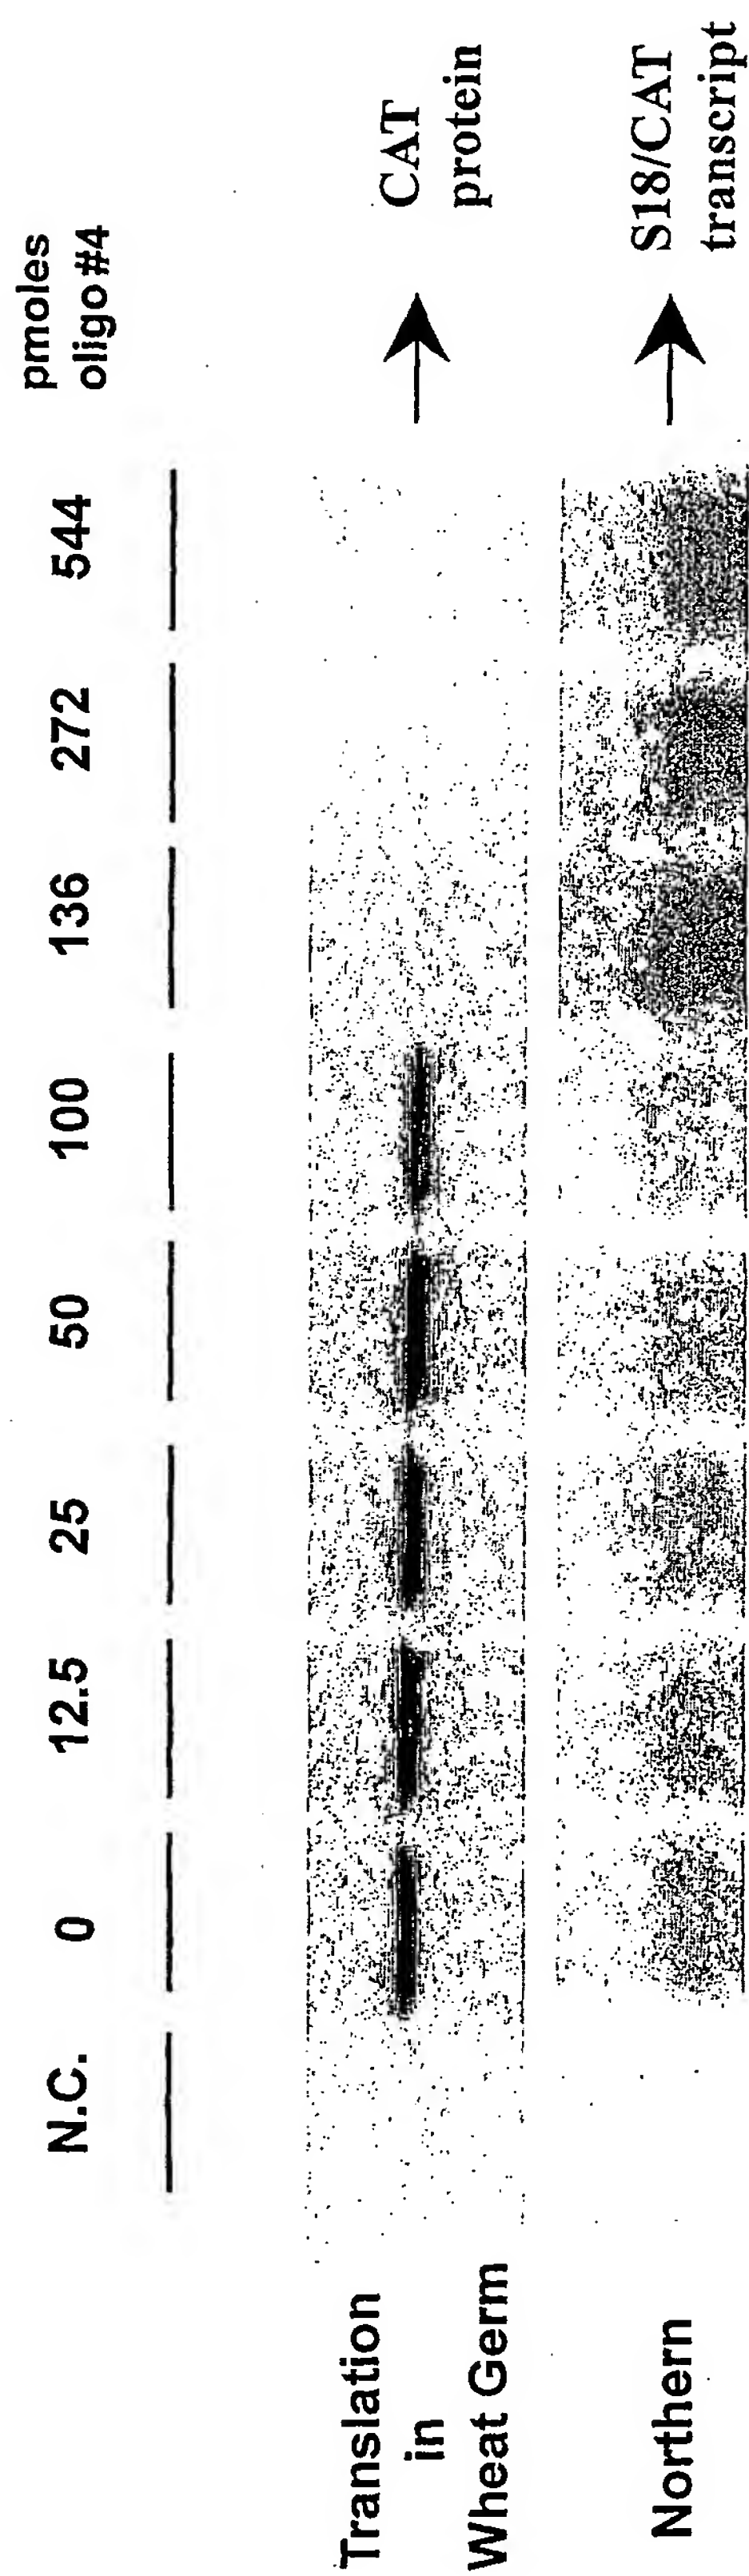 pmoles
oligo#4
N.C. 0 12.5 25 50 100 136 272 544
Translation
in
Wheat Germ
CAT
protein
Northern
S18/CAT
transcript